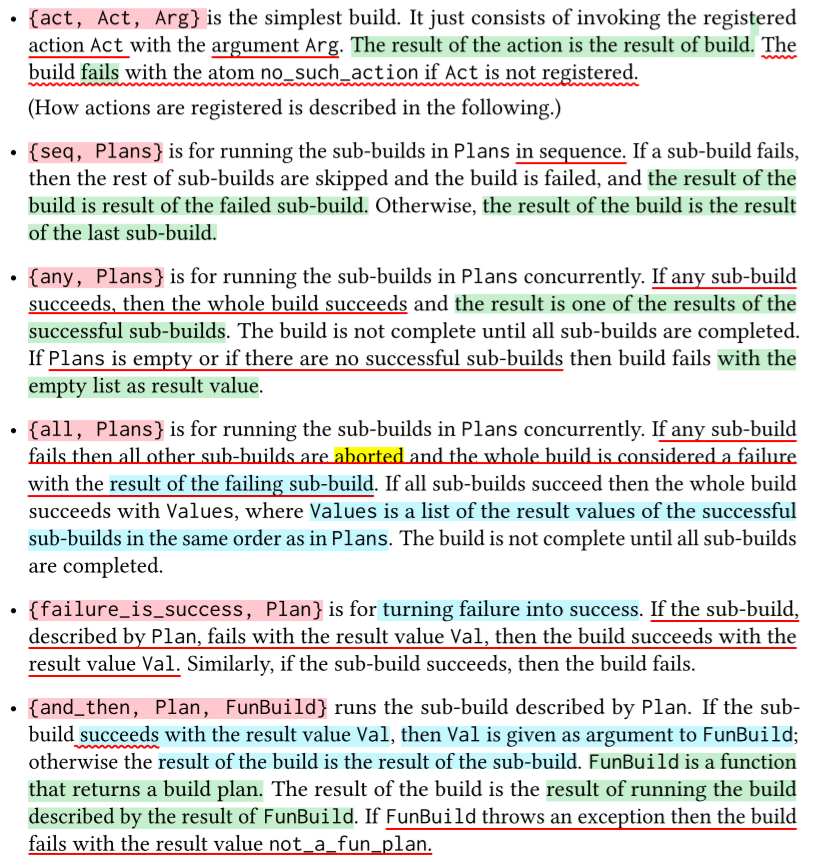 • {act, Act, Arg} is the simplest build. It just consists of invoking the registered
action Act with the argument Arg. The result of the action is the result of build. The
build fails with the atom no_such_action if Act is not registered.
(How actions are registered is described in the following.)
• {seq, Plans} is for running the sub-builds in Plans in sequence. If a sub-build fails,
then the rest of sub-builds are skipped and the build is failed, and the result of the
build is result of the failed sub-build. Otherwise, the result of the build is the result
of the last sub-build.
• {any, Plans} is for running the sub-builds in Plans concurrently. If any sub-build
succeeds, then the whole build succeeds and the result is one of the results of the
successful sub-builds. The build is not complete until all sub-builds are completed.
If Plans is empty or if there are no successful sub-builds then build fails with the
empty list as result value.
• {all, Plans} is for running the sub-builds in Plans concurrently. If any sub-build
fails then all other sub-builds are aborted and the whole build is considered a failure
with the result of the failing sub-build. If all sub-builds succeed then the whole build
succeeds with Values, where Values is a list of the result values of the successful
sub-builds in the same order as in Plans. The build is not complete until all sub-builds
are completed.
• {failure_is_success, Plan} is for turning failure into success. If the sub-build,
described by Plan, fails with the result value Val, then the build succeeds with the
result value Val. Similarly, if the sub-build succeeds, then the build fails.
• {and_then, Plan, FunBuild} runs the sub-build described by Plan. If the sub-
build succeeds with the result value Val, then Val is given as argument to FunBuild;
otherwise the result of the build is the result of the sub-build. FunBuild is a function
that returns a build plan. The result of the build is the result of running the build
described by the result of FunBuild. If FunBuild throws an exception then the build
fails with the result value not_a_fun_plan.